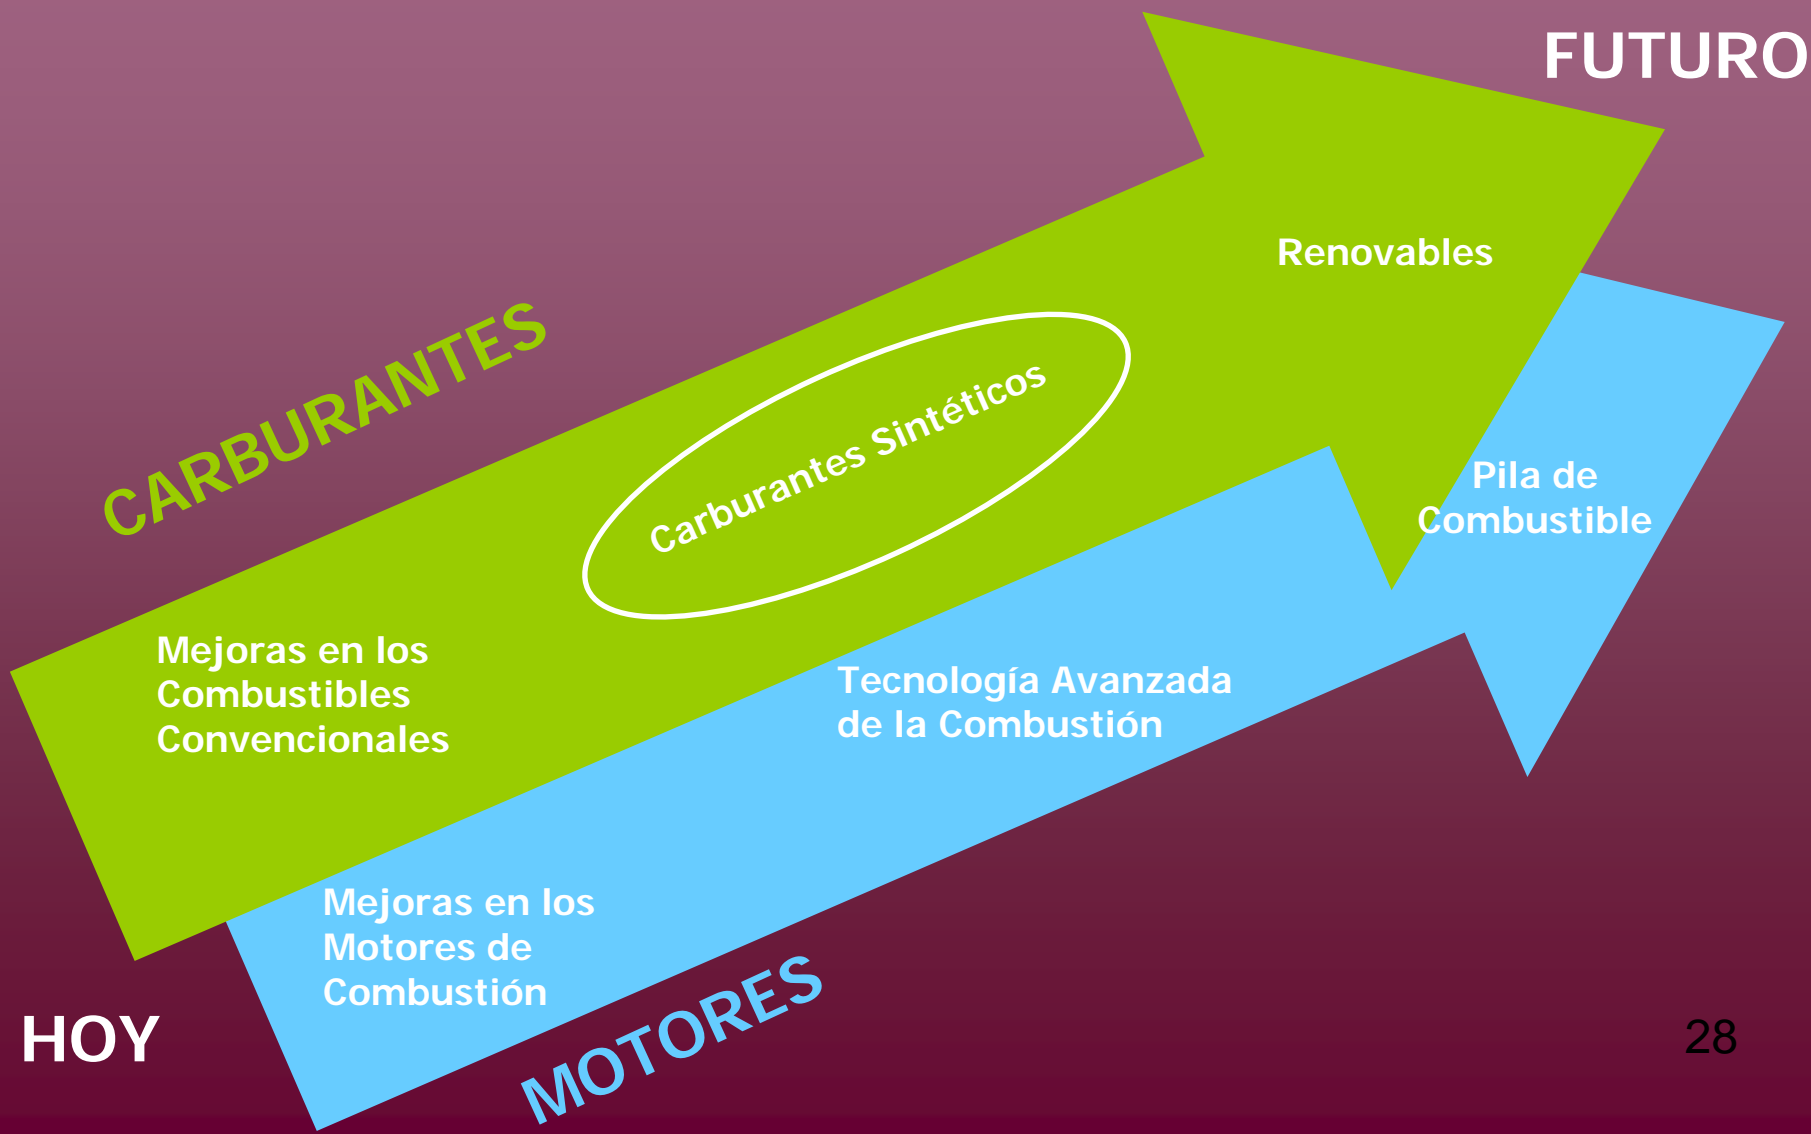 FUTURO
Renovables
CARBURANTES
Carburantes Sintéticos
Pila de
Combustible
Mejoras en los
Combustibles
Convencionales
Tecnología Avanzada
de la Combustión
Mejoras en los
Motores de
Combustión
MOTORES
HOY
28